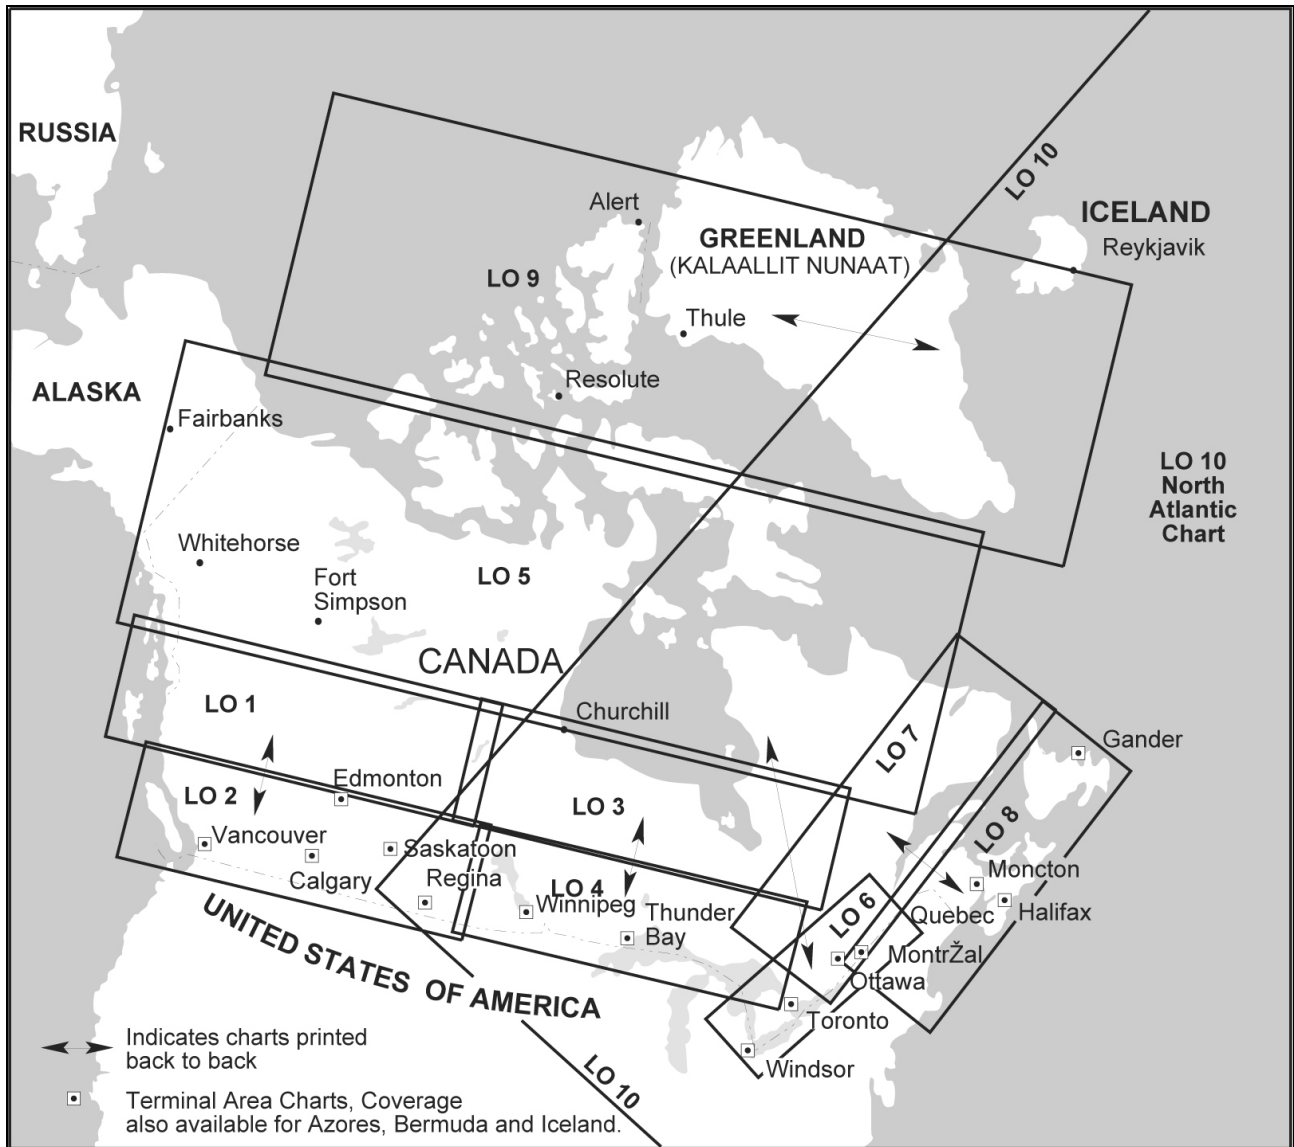 RUSSIA
LO 10
ICELAND
Reykjavik
Alert
GREENLAND
(KALAALLIT NUNAAT)
LO 9
Thule
ALASKA
Resolute
Fairbanks
LO 10
North
Atlantic
Chart
Whitehorse
Fort
Simpson
LO 5
CANADA
LO 1
Churchill
LO 7
Gander
Edmonton
LO 2
LO 3
LO 8
Vancouver
Saskatoon
Calgary
Regina
LO 4
Winnipeg
Thunder
Bay
LO 6
Moncton
Quebec
Halifax
MontrŽal
Ottawa
Toronto
Windsor
UNITED STATES OF AMERICA
LO 10
Indicates charts printed
back to back
Terminal Area Charts, Coverage
also available for Azores, Bermuda and Iceland.